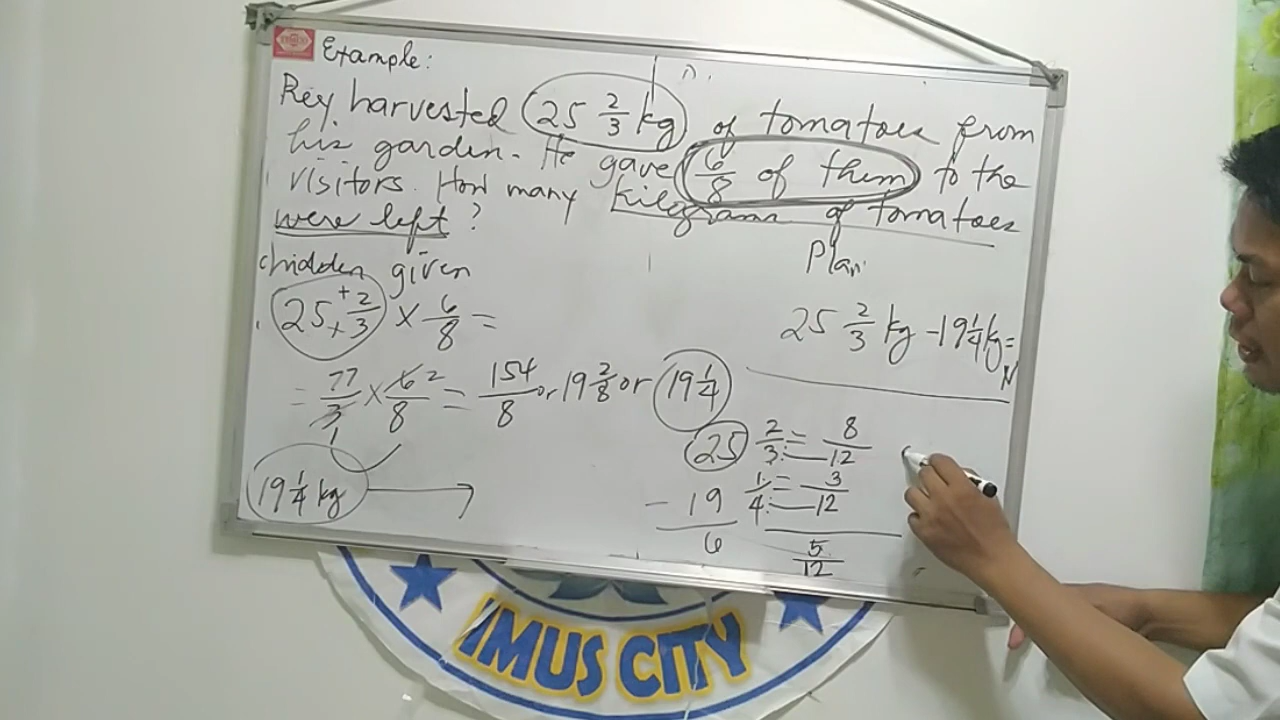 Example:
Rey harvested 25 2/3 kg of tomatoes from
his garden. He gave 6/8 of them to the
visitors. How many kilograms of tomatoes
were left?
hidden given
Plan:
25 2/3 × 6/8 =
25 2/3 kg - 19 1/4 kg =
N
= 77/3 × 6/8 2 = 154/8 or 19 2/8 or 19 1/4
1
19 1/4 kg
25 2/3 = 8/12
- 19 1/4 = 3/12
6 5/12
IMUS CITY